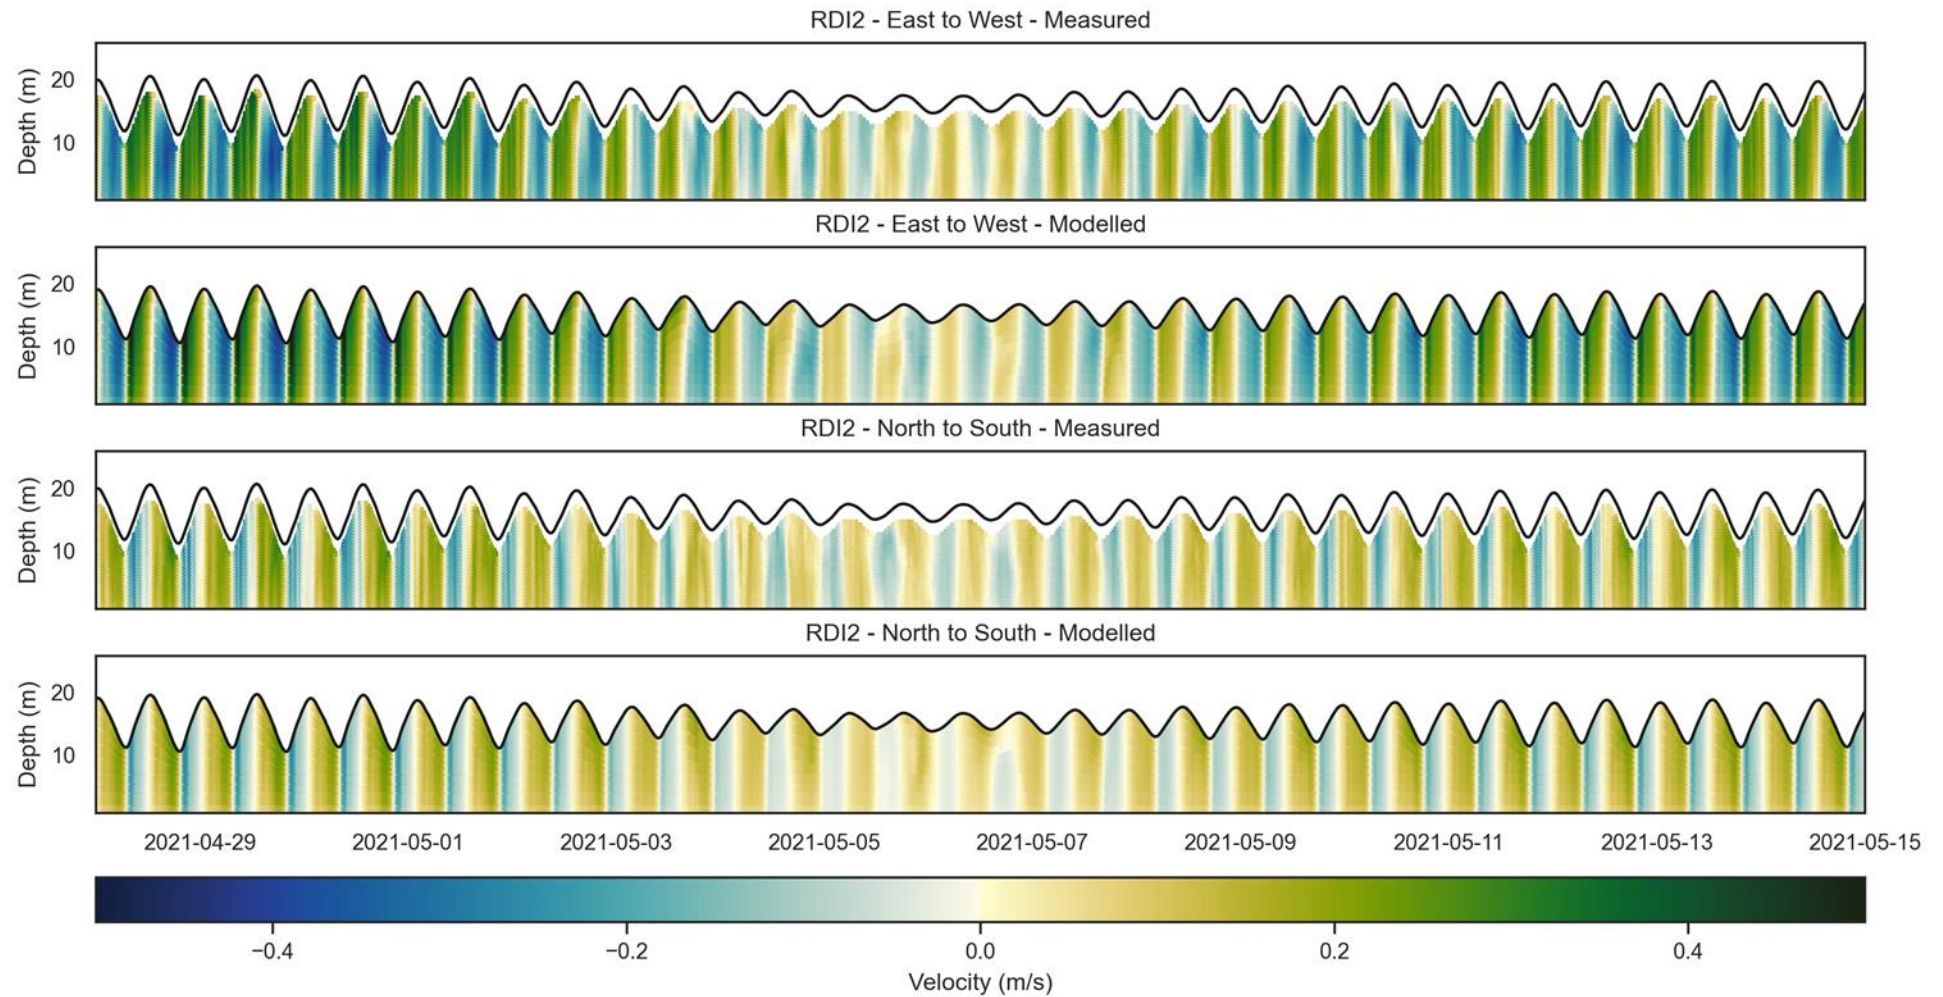 RDI2 - East to West - Measured
Depth (m)
20
10
RDI2 - East to West - Modelled
Depth (m)
20
10
RDI2 - North to South - Measured
Depth (m)
20
10
RDI2 - North to South - Modelled
Depth (m)
20
10
2021-04-29 2021-05-01 2021-05-03 2021-05-05 2021-05-07 2021-05-09 2021-05-11 2021-05-13 2021-05-15
−0.4 −0.2 0.0 0.2 0.4
Velocity (m/s)